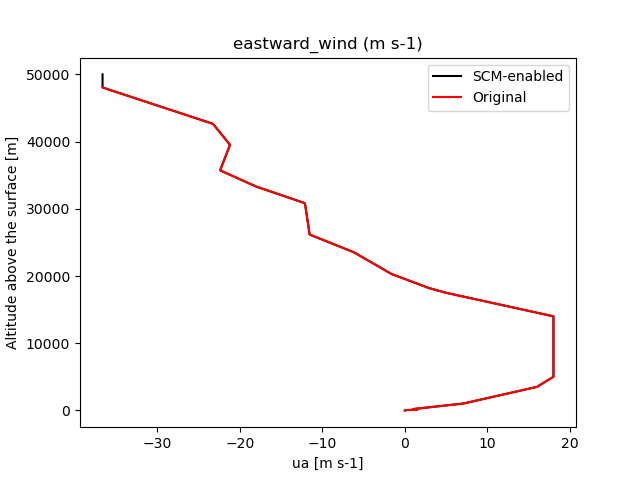 eastward_wind (m s-1)
SCM-enabled
Original
Altitude above the surface [m]
50000
40000
30000
20000
10000
0
−30
−20
−10
0
10
20
ua [m s-1]